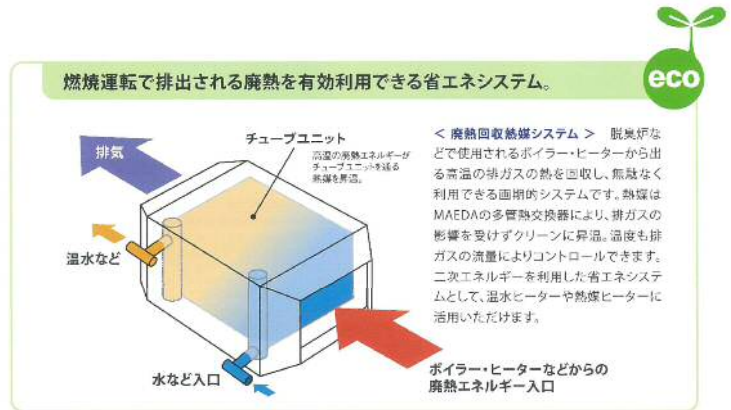 eco
燃焼運転で排出される廃熱を有効利用できる省エネシステム。
排気
チューブユニット
高温の廃熱エネルギーが
チューブユニットを通る
熱媒を昇温。
温水など
水など入口
ボイラー・ヒーターなどからの
廃熱エネルギー入口
＜ 廃熱回収熱媒システム ＞ 脱臭炉な
どで使用されるボイラー・ヒーターから出
る高温の排ガスの熱を回収し、無駄なく
利用できる画期的システムです。熱媒は
MAEDAの多管熱交換器により、排ガスの
影響を受けずクリーンに昇温。温度も排
ガスの流量によりコントロールできます。
二次エネルギーを利用した省エネシステ
ムとして、温水ヒーターや熱媒ヒーターに
活用いただけます。